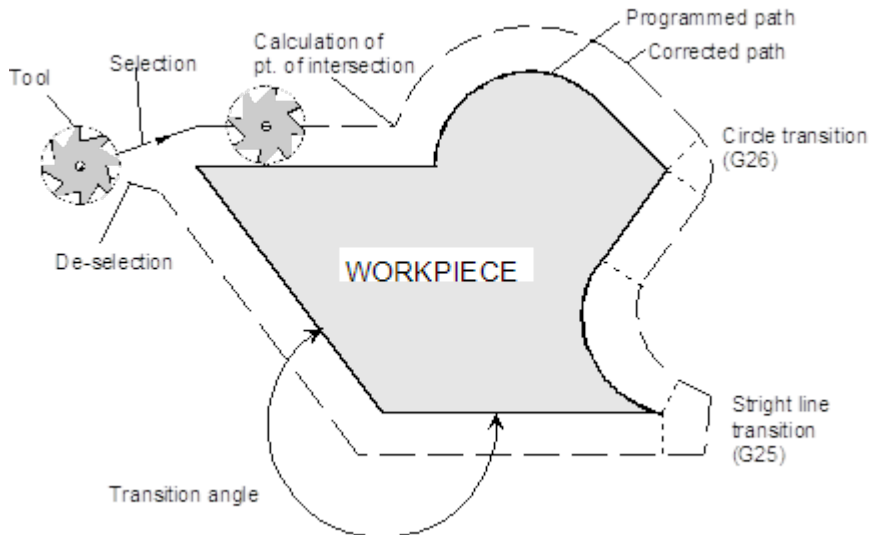 Programmed path
Corrected path
Calculation of
pt. of intersection
Selection
Tool
Circle transition
(G26)
De-selection
WORKPIECE
Stright line
transition
(G25)
Transition angle